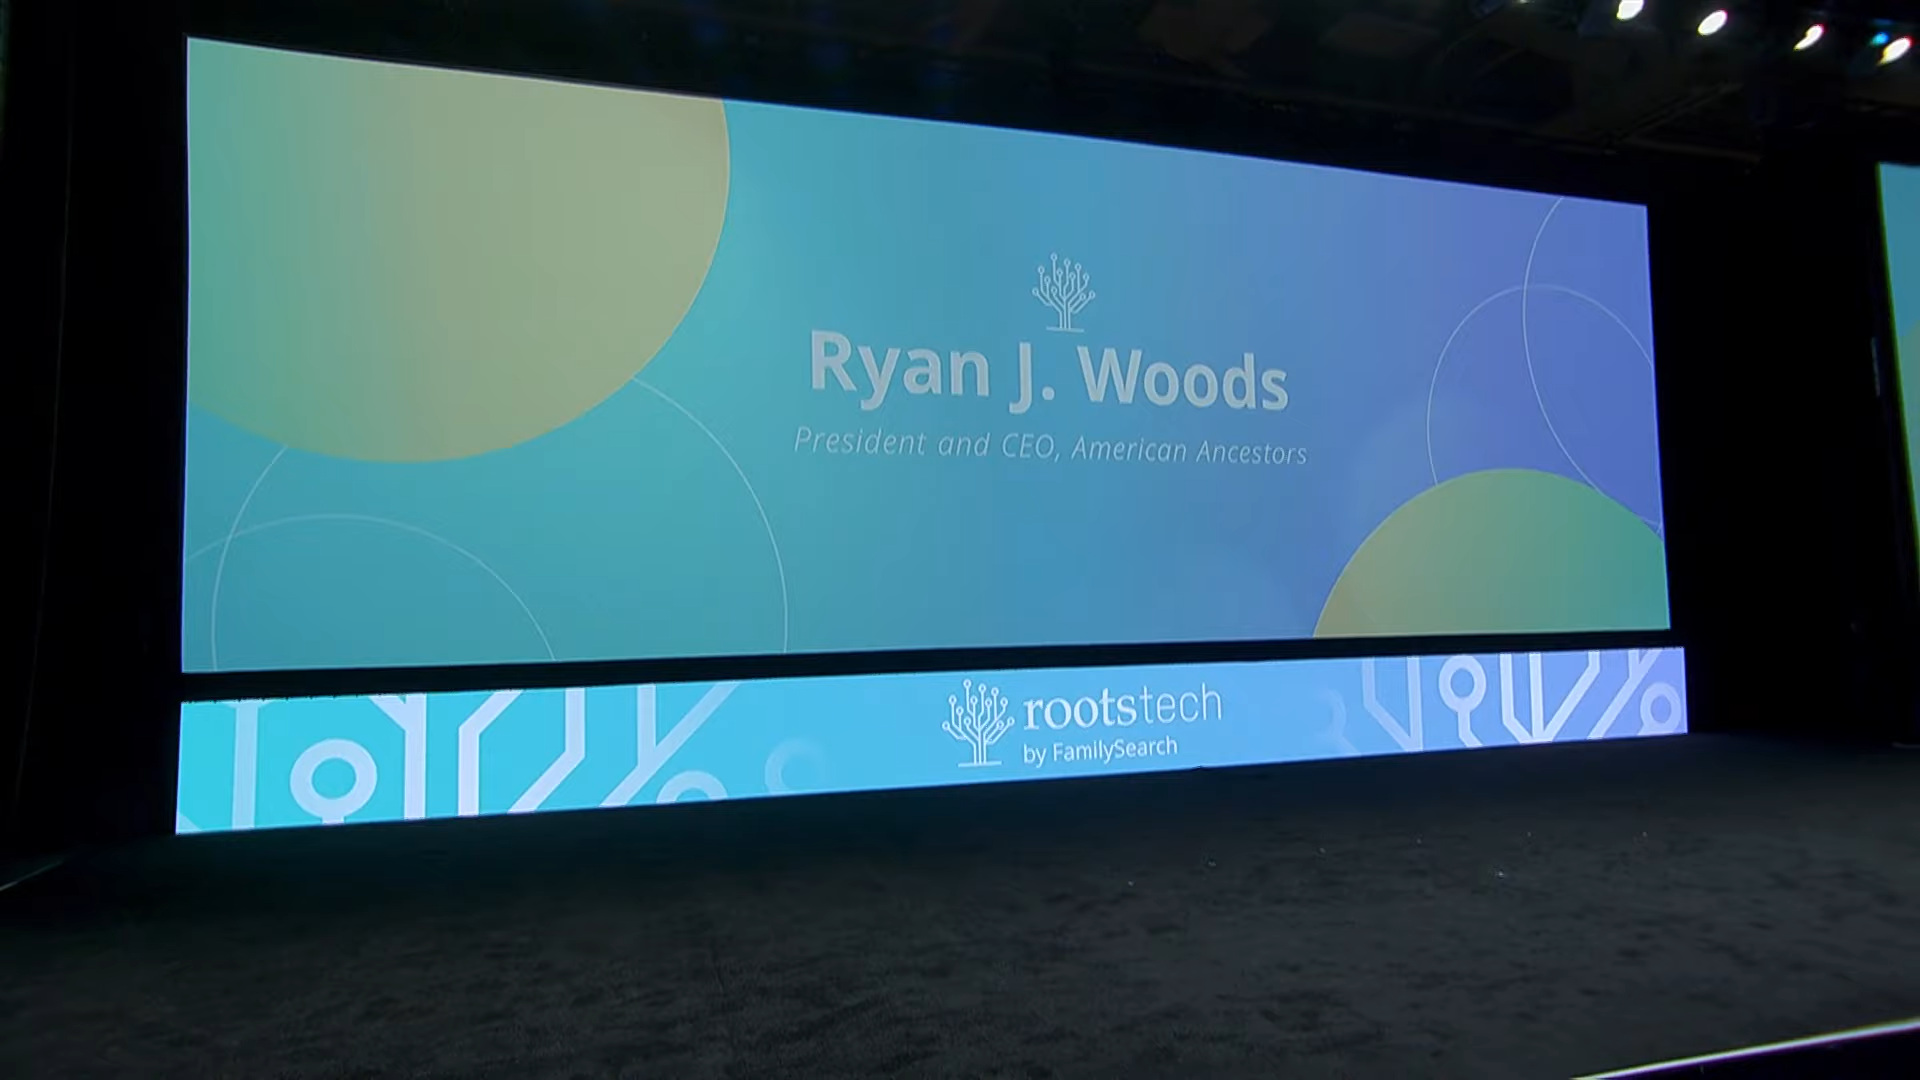 Ryan J. Woods
President and CEO, American Ancestors
rootstech
by FamilySearch